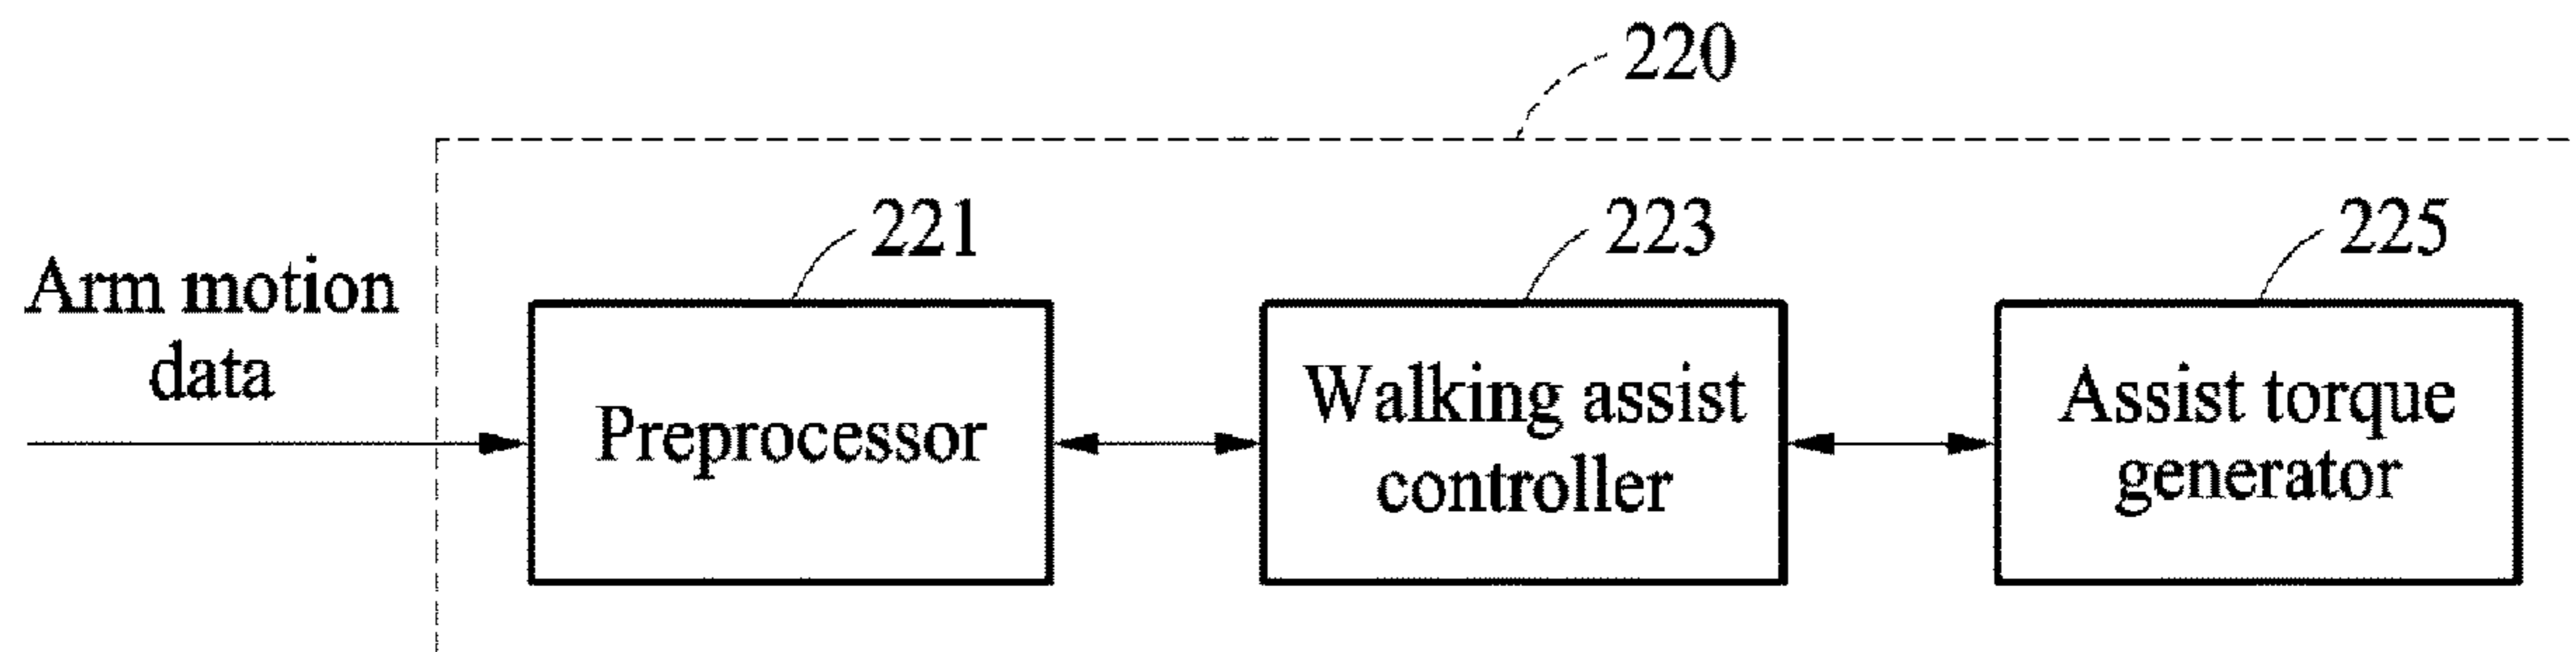 220
221
223
225
Arm motion
data
Preprocessor
Walking assist
controller
Assist torque
generator